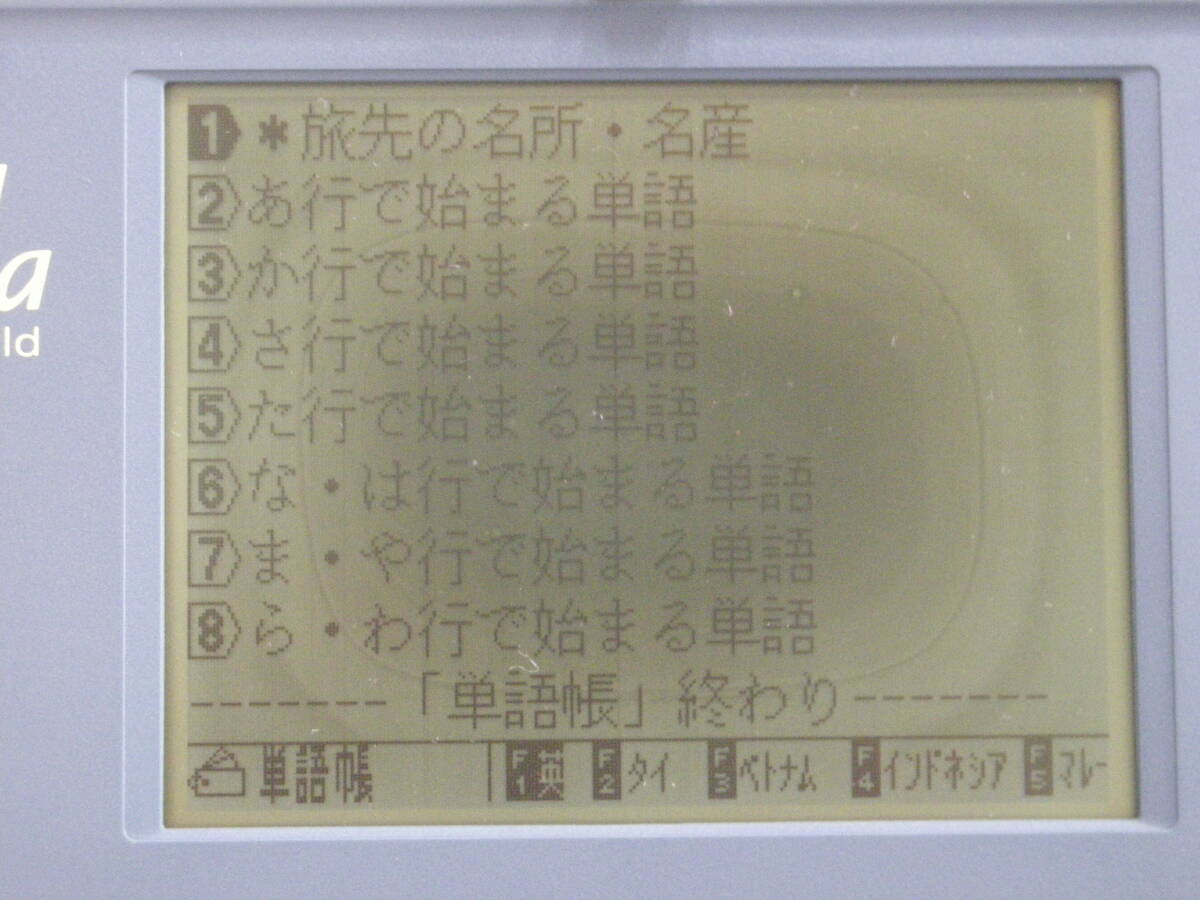 1 *旅先の名所・名産
2 あ行で始まる単語
3 か行で始まる単語
4 さ行で始まる単語
5 た行で始まる単語
6 な・は行で始まる単語
7 ま・や行で始まる単語
8 ら・わ行で始まる単語
-------「単語帳」終わり-------
単語帳 F1 英 F2 タイ F3 ベトナム F4 インドネシア F5 マレー
a
ld